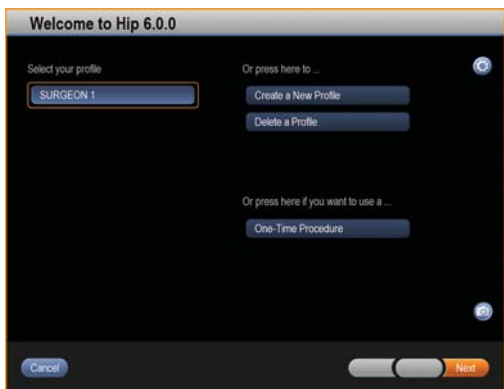 Welcome to Hip 6.0.0
Select your profile
SURGEON 1
Or press here to ...
Create a New Profile
Delete a Profile
Or press here if you want to use a ...
One-Time Procedure
Cancel
Next